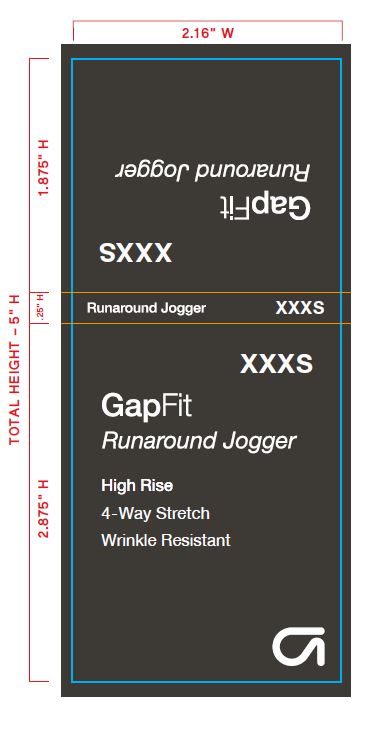 2.16" W
1.875" H
Runaround Jogger
GapFit
XXXS
.25" H
Runaround Jogger XXXS
TOTAL HEIGHT – 5" H
XXXS
GapFit
Runaround Jogger
2.875" H
High Rise
4-Way Stretch
Wrinkle Resistant